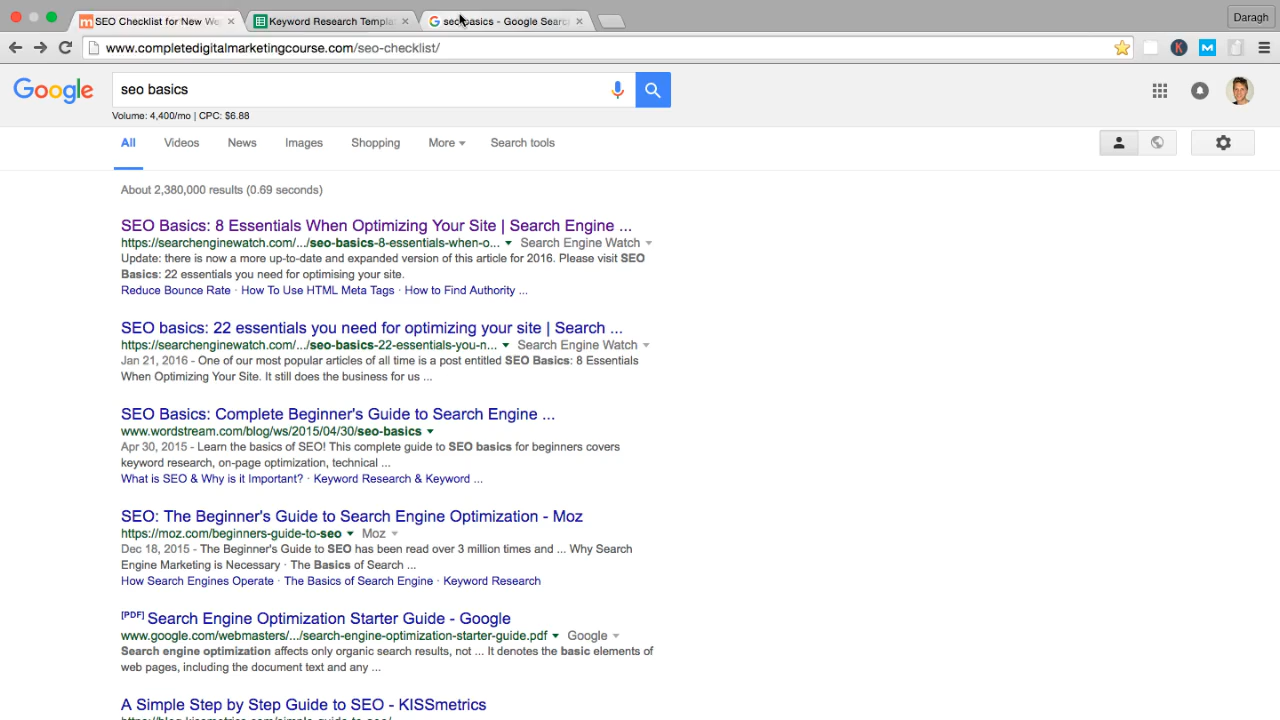 SEO Checklist for New We
Keyword Research Templa
seo basics - Google Searc
Daragh
www.completedigitalmarketingcourse.com/seo-checklist/
Google
seo basics
Volume: 4,400/mo | CPC: $6.88
All Videos News Images Shopping More Search tools
About 2,380,000 results (0.69 seconds)
SEO Basics: 8 Essentials When Optimizing Your Site | Search Engine ...
https://searchenginewatch.com/.../seo-basics-8-essentials-when-o... Search Engine Watch
Update: there is now a more up-to-date and expanded version of this article for 2016. Please visit SEO
Basics: 22 essentials you need for optimising your site.
Reduce Bounce Rate · How To Use HTML Meta Tags · How to Find Authority ...
SEO basics: 22 essentials you need for optimizing your site | Search ...
https://searchenginewatch.com/.../seo-basics-22-essentials-you-n... Search Engine Watch
Jan 21, 2016 - One of our most popular articles of all time is a post entitled SEO Basics: 8 Essentials
When Optimizing Your Site. It still does the business for us ...
SEO Basics: Complete Beginner's Guide to Search Engine ...
www.wordstream.com/blog/ws/2015/04/30/seo-basics
Apr 30, 2015 - Learn the basics of SEO! This complete guide to SEO basics for beginners covers
keyword research, on-page optimization, technical ...
What is SEO & Why is it Important? · Keyword Research & Keyword ...
SEO: The Beginner's Guide to Search Engine Optimization - Moz
https://moz.com/beginners-guide-to-seo Moz
Dec 18, 2015 - The Beginner's Guide to SEO has been read over 3 million times and ... Why Search
Engine Marketing is Necessary · The Basics of Search ...
How Search Engines Operate · The Basics of Search Engine · Keyword Research
[PDF] Search Engine Optimization Starter Guide - Google
www.google.com/webmasters/.../search-engine-optimization-starter-guide.pdf Google
Search engine optimization affects only organic search results, not ... It denotes the basic elements of
web pages, including the document text and any ...
A Simple Step by Step Guide to SEO - KISSmetrics